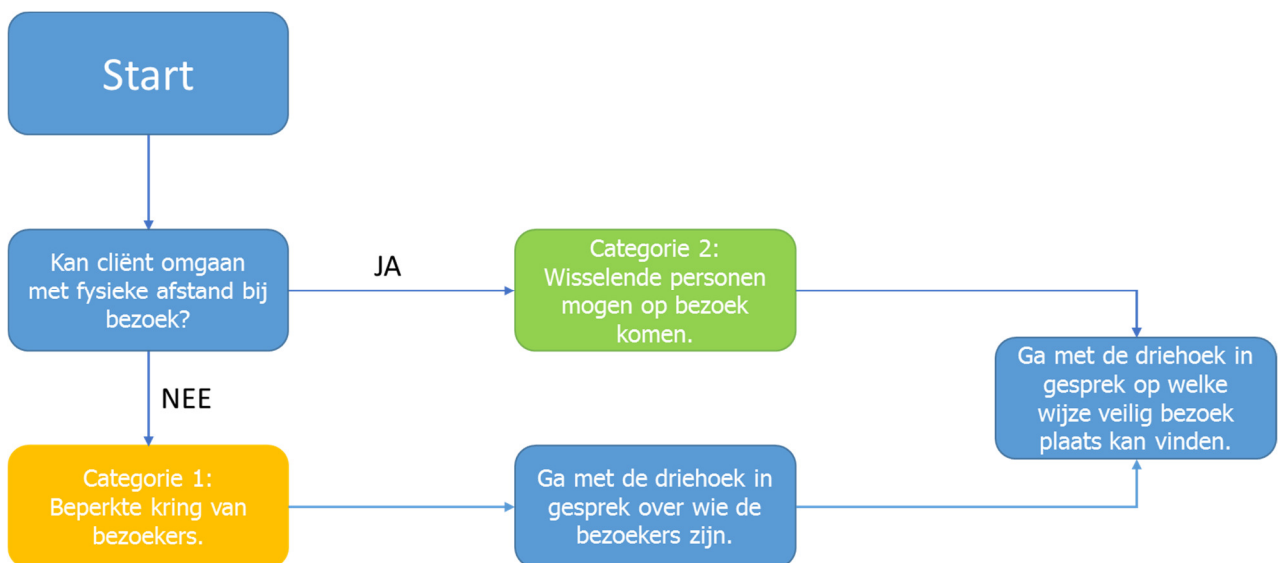 Start
Kan cliënt omgaan
met fysieke afstand bij
bezoek?
JA
Categorie 2:
Wisselende personen
mogen op bezoek
komen.
Ga met de driehoek in
gesprek op welke
wijze veilig bezoek
plaats kan vinden.
NEE
Categorie 1:
Beperkte kring van
bezoekers.
Ga met de driehoek in
gesprek over wie de
bezoekers zijn.